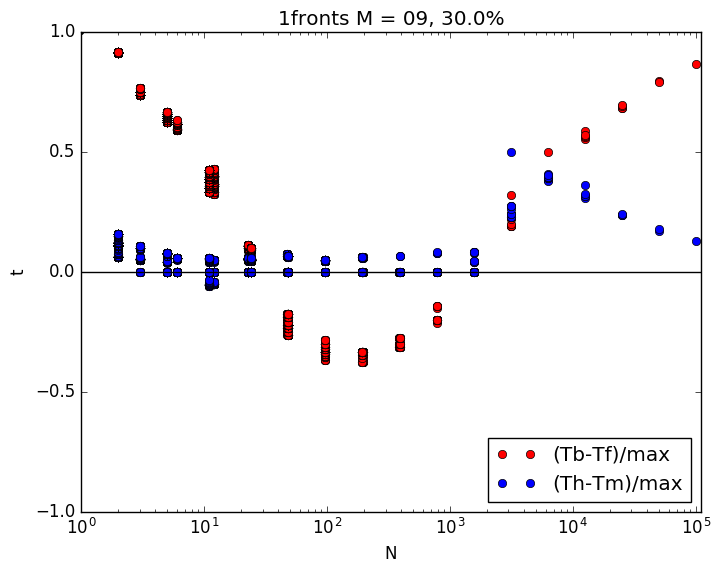 1fronts M = 09, 30.0%
1.0
0.5
0.0
−0.5
−1.0
t
10^0
10^1
10^2
10^3
10^4
10^5
N
(Tb-Tf)/max
(Th-Tm)/max